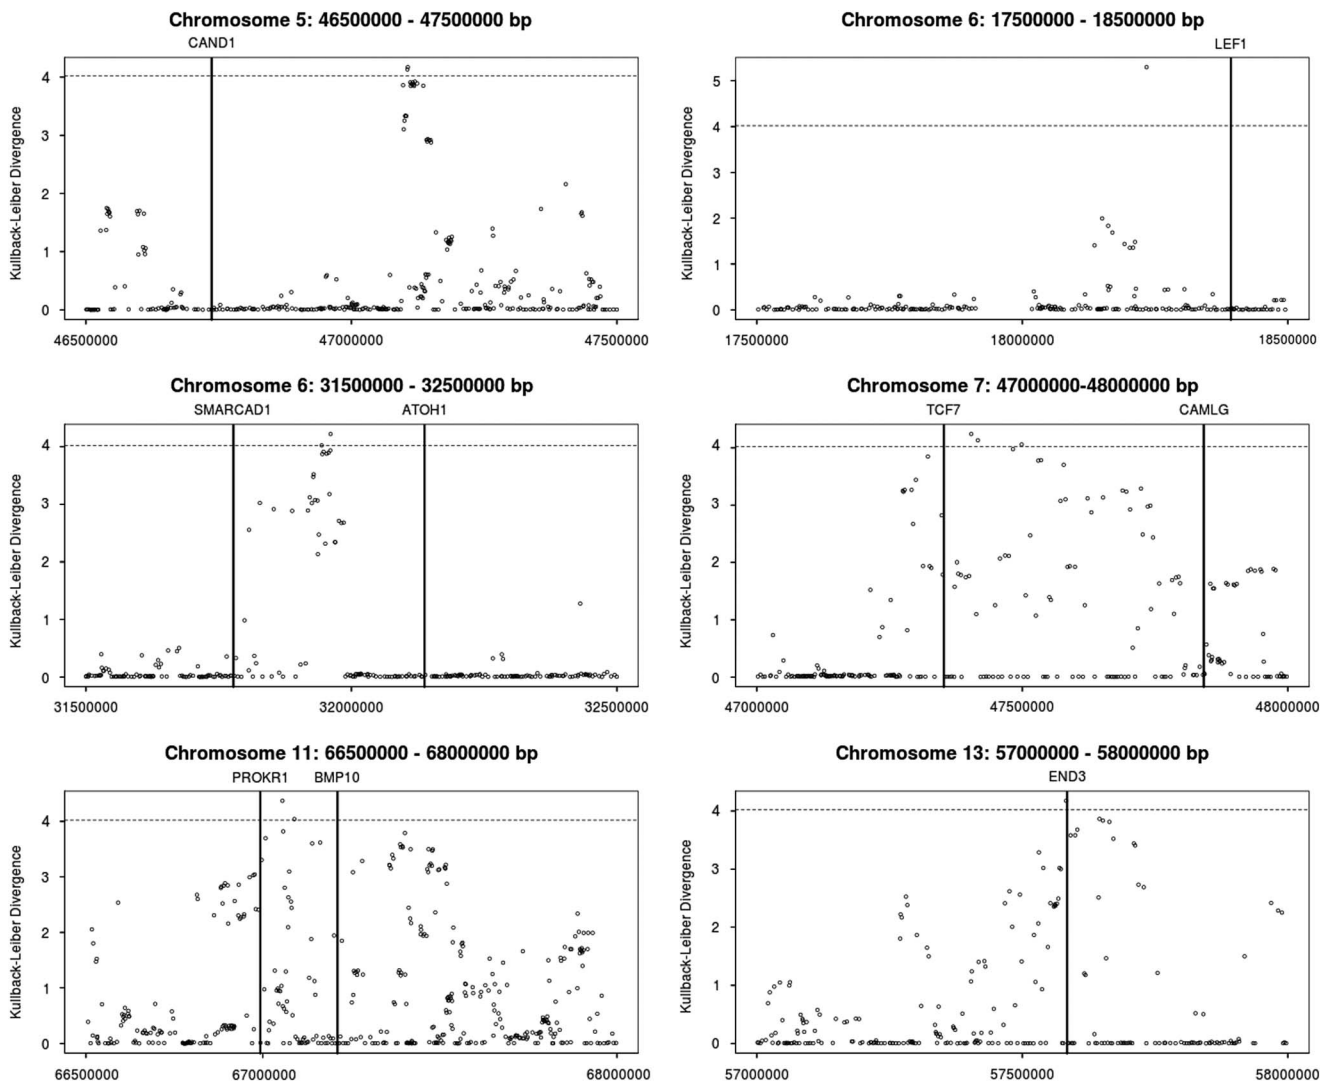 Chromosome 5: 46500000 - 47500000 bp
CAND1
Kullback-Leiber Divergence
4
3
2
1
0
46500000 47000000 47500000
Chromosome 6: 17500000 - 18500000 bp
LEF1
Kullback-Leiber Divergence
5
4
3
2
1
0
17500000 18000000 18500000
Chromosome 6: 31500000 - 32500000 bp
SMARCAD1 ATOH1
Kullback-Leiber Divergence
4
3
2
1
0
31500000 32000000 32500000
Chromosome 7: 47000000-48000000 bp
TCF7 CAMLG
Kullback-Leiber Divergence
4
3
2
1
0
47000000 47500000 48000000
Chromosome 11: 66500000 - 68000000 bp
PROKR1 BMP10
Kullback-Leiber Divergence
4
3
2
1
0
66500000 67000000 68000000
Chromosome 13: 57000000 - 58000000 bp
END3
Kullback-Leiber Divergence
4
3
2
1
0
57000000 57500000 58000000